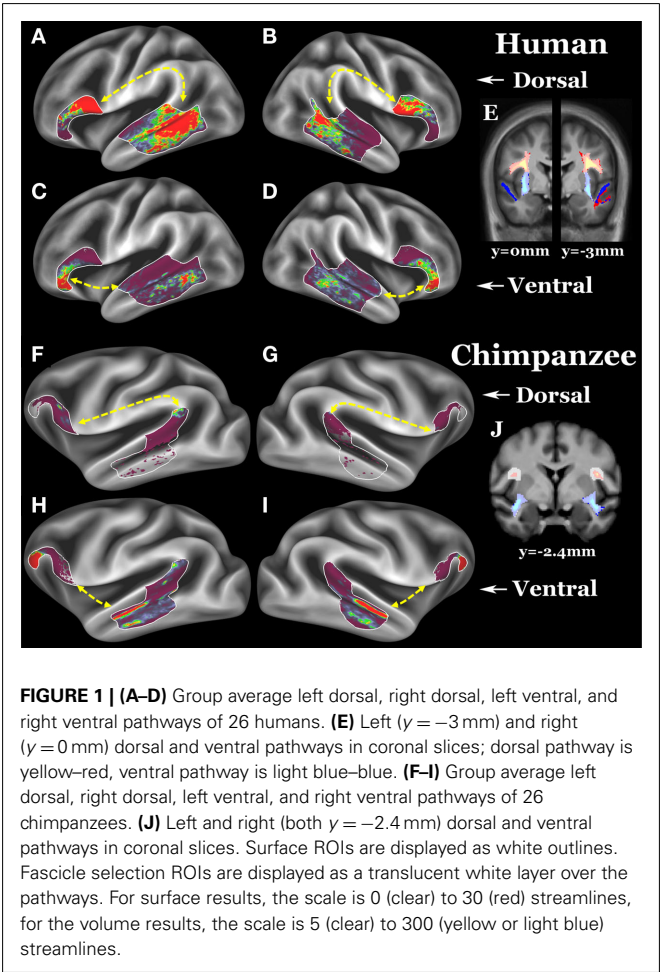 A
B
Human
← Dorsal
E
C
D
y=0mm
y=-3mm
← Ventral
Chimpanzee
F
G
← Dorsal
J
H
I
y=-2.4mm
← Ventral
FIGURE 1 | (A–D) Group average left dorsal, right dorsal, left ventral, and
right ventral pathways of 26 humans. (E) Left (y = −3 mm) and right
(y = 0 mm) dorsal and ventral pathways in coronal slices; dorsal pathway is
yellow–red, ventral pathway is light blue–blue. (F–I) Group average left
dorsal, right dorsal, left ventral, and right ventral pathways of 26
chimpanzees. (J) Left and right (both y = −2.4 mm) dorsal and ventral
pathways in coronal slices. Surface ROIs are displayed as white outlines.
Fascicle selection ROIs are displayed as a translucent white layer over the
pathways. For surface results, the scale is 0 (clear) to 30 (red) streamlines,
for the volume results, the scale is 5 (clear) to 300 (yellow or light blue)
streamlines.